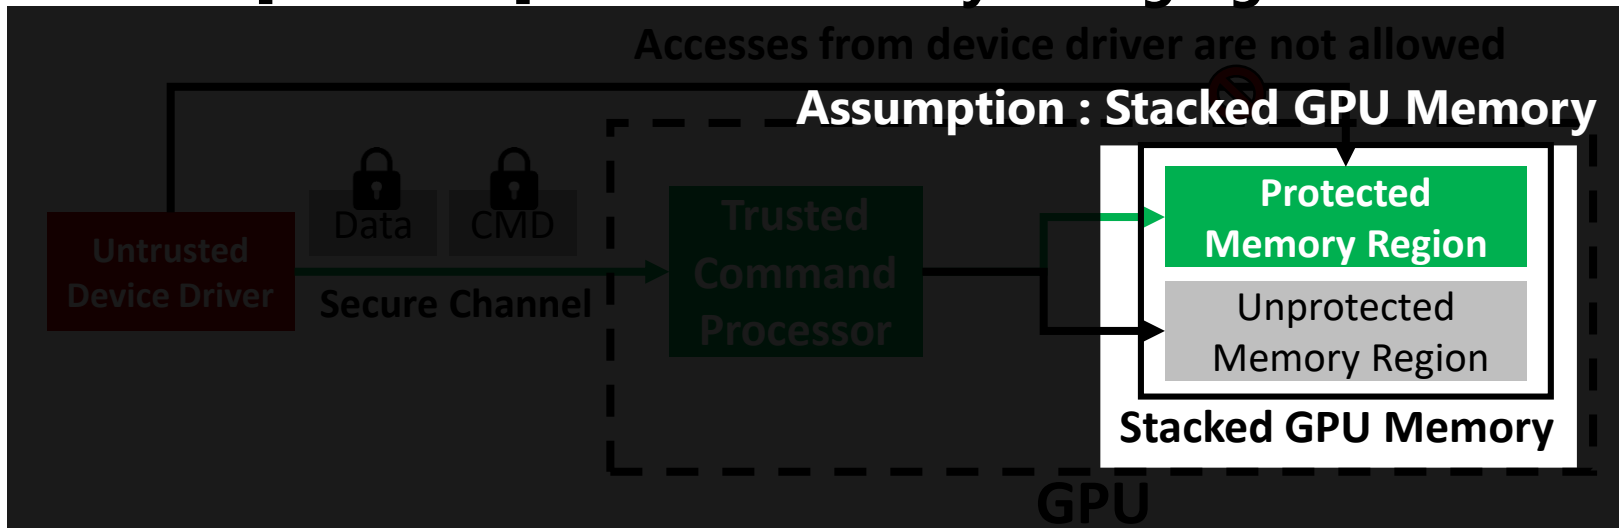 Accesses from device driver are not allowed
Assumption : Stacked GPU Memory
Data
CMD
Untrusted
Device Driver
Secure Channel
Trusted
Command
Processor
Protected
Memory Region
Unprotected
Memory Region
Stacked GPU Memory
GPU